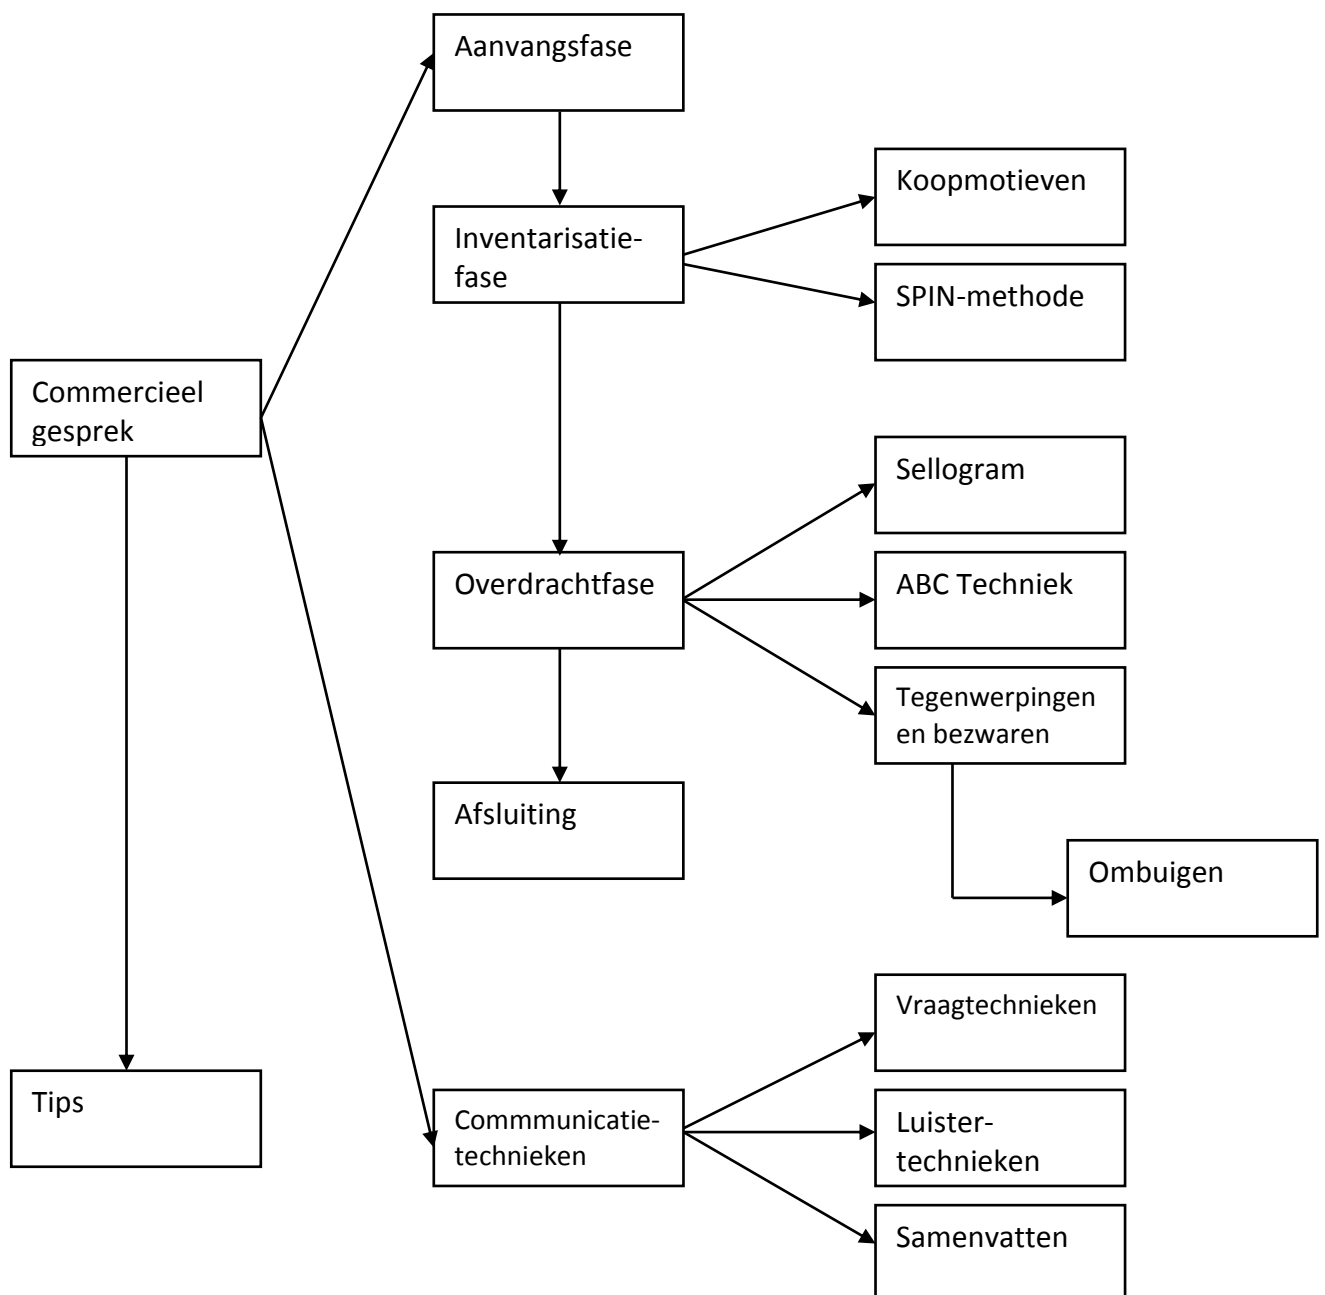 Aanvangsfase
Koopmotieven
Inventarisatie-
fase
SPIN-methode
Commercieel
gesprek
Sellogram
Overdrachtfase
ABC Techniek
Tegenwerpingen
en bezwaren
Afsluiting
Ombuigen
Vraagtechnieken
Tips
Commmunicatie-
technieken
Luister-
technieken
Samenvatten